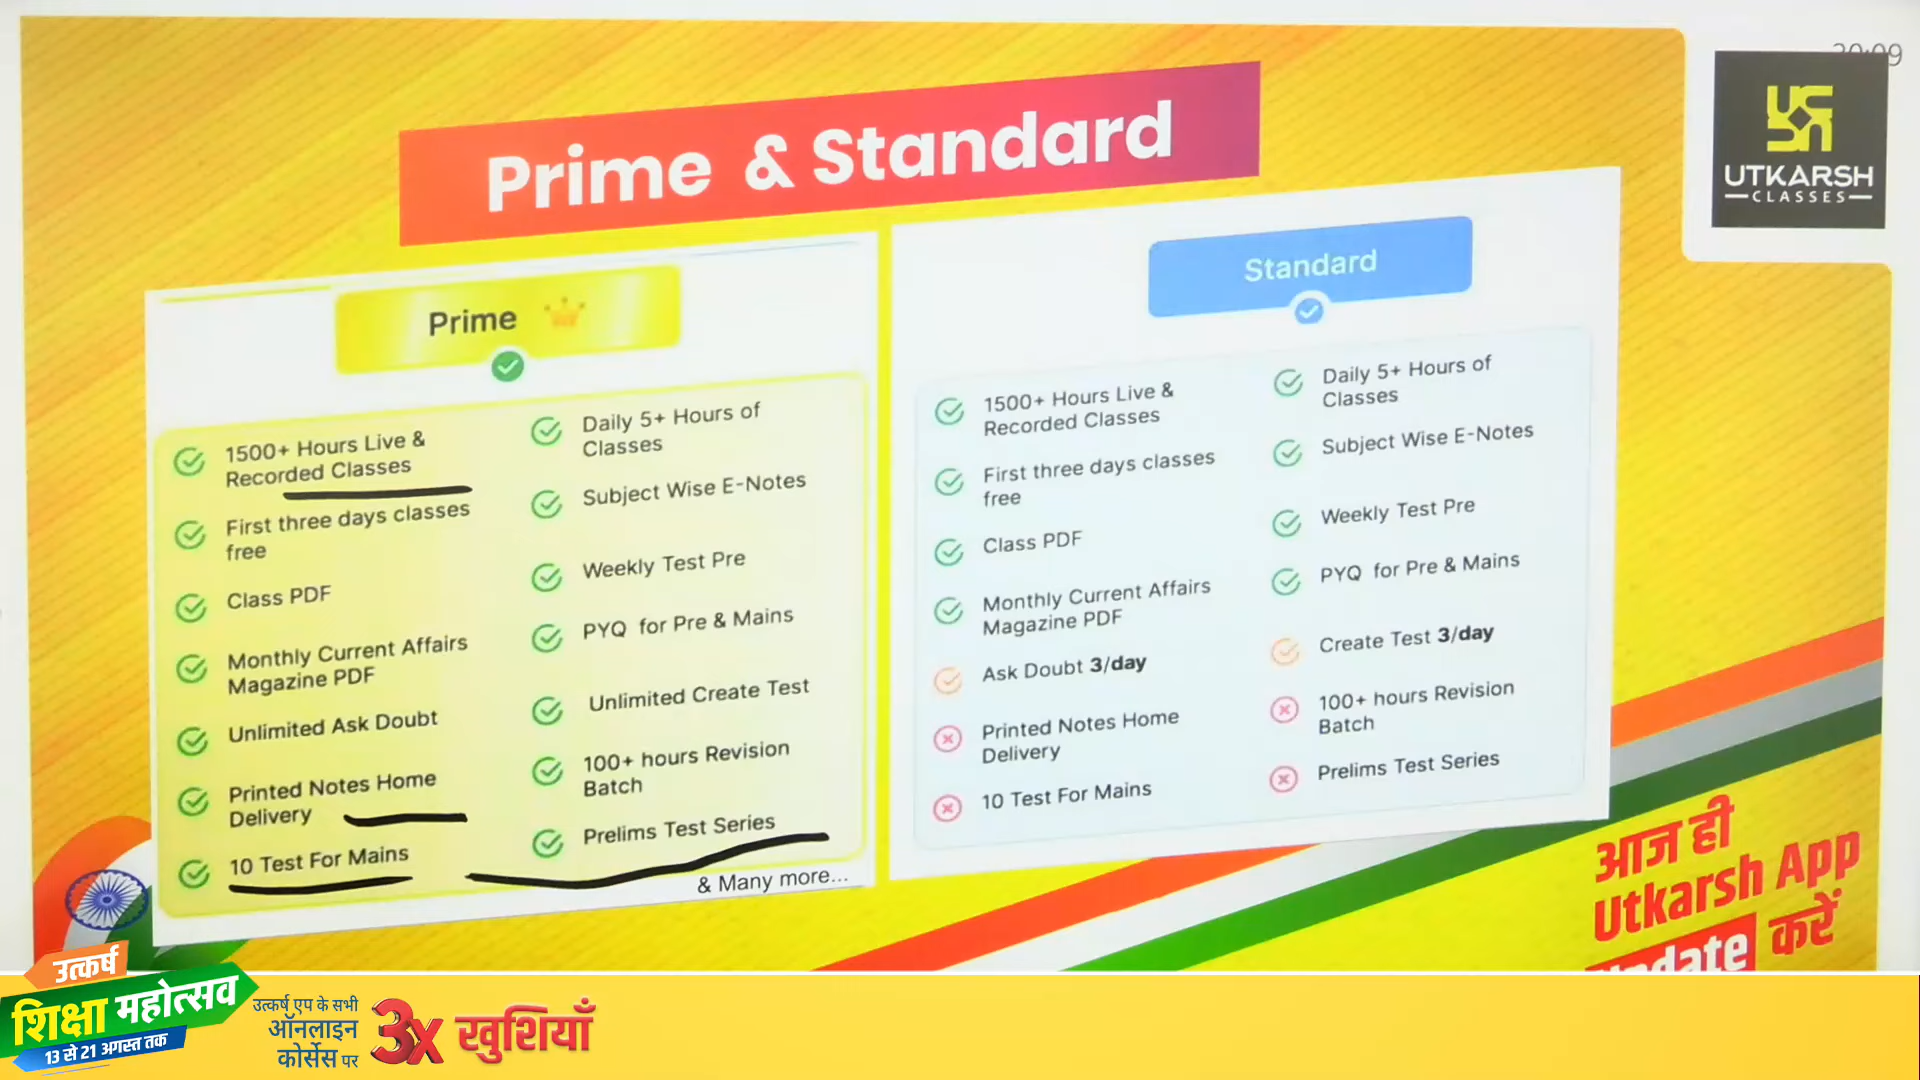 Prime & Standard
UTKARSH
CLASSES
Prime
1500+ Hours Live &
Recorded Classes
First three days classes
free
Class PDF
Monthly Current Affairs
Magazine PDF
Unlimited Ask Doubt
Printed Notes Home
Delivery
10 Test For Mains
Daily 5+ Hours of
Classes
Subject Wise E-Notes
Weekly Test Pre
PYQ for Pre & Mains
Unlimited Create Test
100+ hours Revision
Batch
Prelims Test Series
& Many more...
Standard
1500+ Hours Live &
Recorded Classes
First three days classes
free
Class PDF
Monthly Current Affairs
Magazine PDF
Ask Doubt 3/day
Printed Notes Home
Delivery
10 Test For Mains
Daily 5+ Hours of
Classes
Subject Wise E-Notes
Weekly Test Pre
PYQ for Pre & Mains
Create Test 3/day
100+ hours Revision
Batch
Prelims Test Series
आज ही
Utkarsh App
Update करें
उत्कर्ष
शिक्षा महोत्सव
13 से 21 अगस्त तक
उत्कर्ष एप के सभी
ऑनलाइन
कोर्सेस पर
3x खुशियाँ